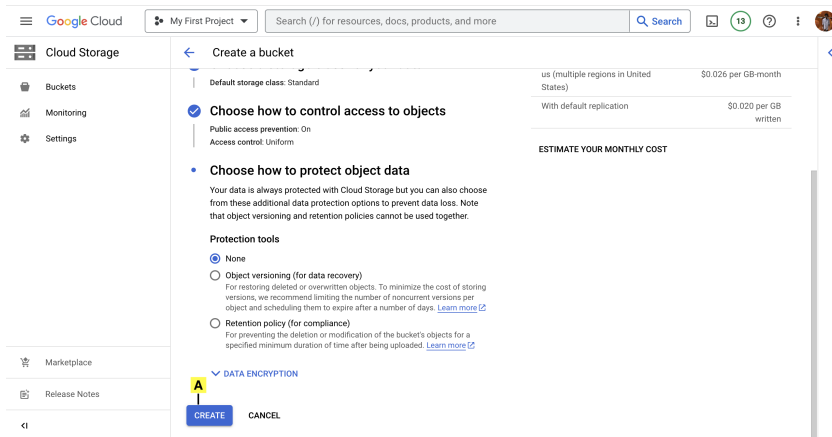 Google Cloud
My First Project
Search (/) for resources, docs, products, and more
Search
13
Cloud Storage
Create a bucket
Buckets
Monitoring
Settings
Marketplace
Release Notes
Default storage class: Standard
Choose how to control access to objects
Public access prevention: On
Access control: Uniform
Choose how to protect object data
Your data is always protected with Cloud Storage but you can also choose
from these additional data protection options to prevent data loss. Note
that object versioning and retention policies cannot be used together.
Protection tools
None
Object versioning (for data recovery)
For restoring deleted or overwritten objects. To minimize the cost of storing
versions, we recommend limiting the number of noncurrent versions per
object and scheduling them to expire after a number of days. Learn more
Retention policy (for compliance)
For preventing the deletion or modification of the bucket's objects for a
specified minimum duration of time after being uploaded. Learn more
DATA ENCRYPTION
A
CREATE CANCEL
us (multiple regions in United $0.026 per GB-month
States)
With default replication $0.020 per GB
written
ESTIMATE YOUR MONTHLY COST